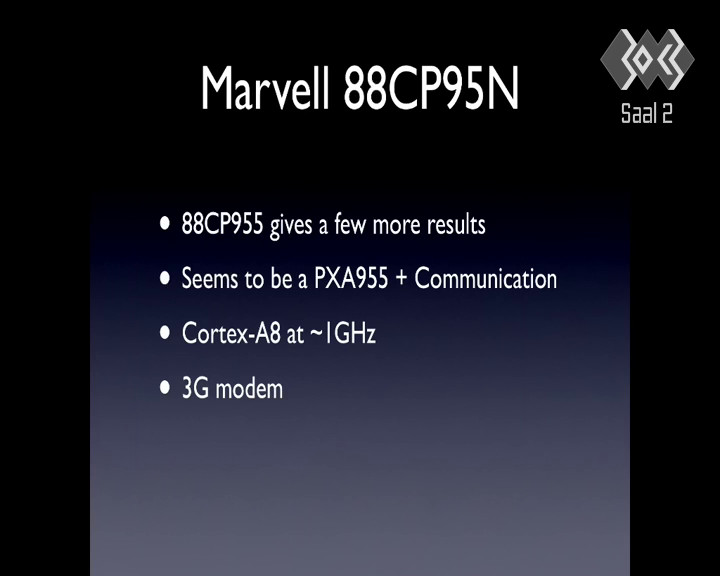 Marvell 88CP95N
Saal 2
• 88CP955 gives a few more results
• Seems to be a PXA955 + Communication
• Cortex-A8 at ~1GHz
• 3G modem